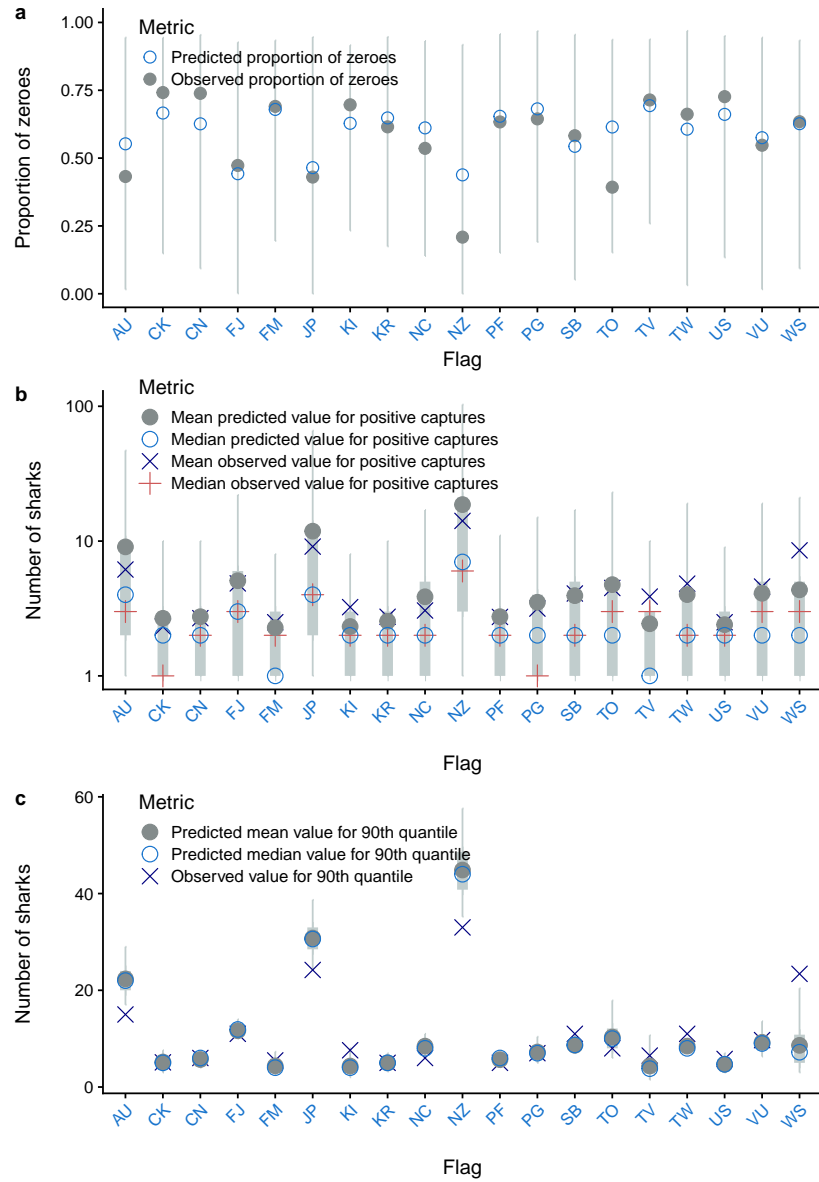 a
Metric
Predicted proportion of zeroes
Observed proportion of zeroes
Proportion of zeroes
1.00
0.75
0.50
0.25
0.00
AU CK CN FJ FM JP KI KR NC NZ PF PG SB TO TV TW US VU WS
Flag
b
Metric
Mean predicted value for positive captures
Median predicted value for positive captures
Mean observed value for positive captures
Median observed value for positive captures
Number of sharks
100
10
1
AU CK CN FJ FM JP KI KR NC NZ PF PG SB TO TV TW US VU WS
Flag
c
Metric
Predicted mean value for 90th quantile
Predicted median value for 90th quantile
Observed value for 90th quantile
Number of sharks
60
40
20
0
AU CK CN FJ FM JP KI KR NC NZ PF PG SB TO TV TW US VU WS
Flag